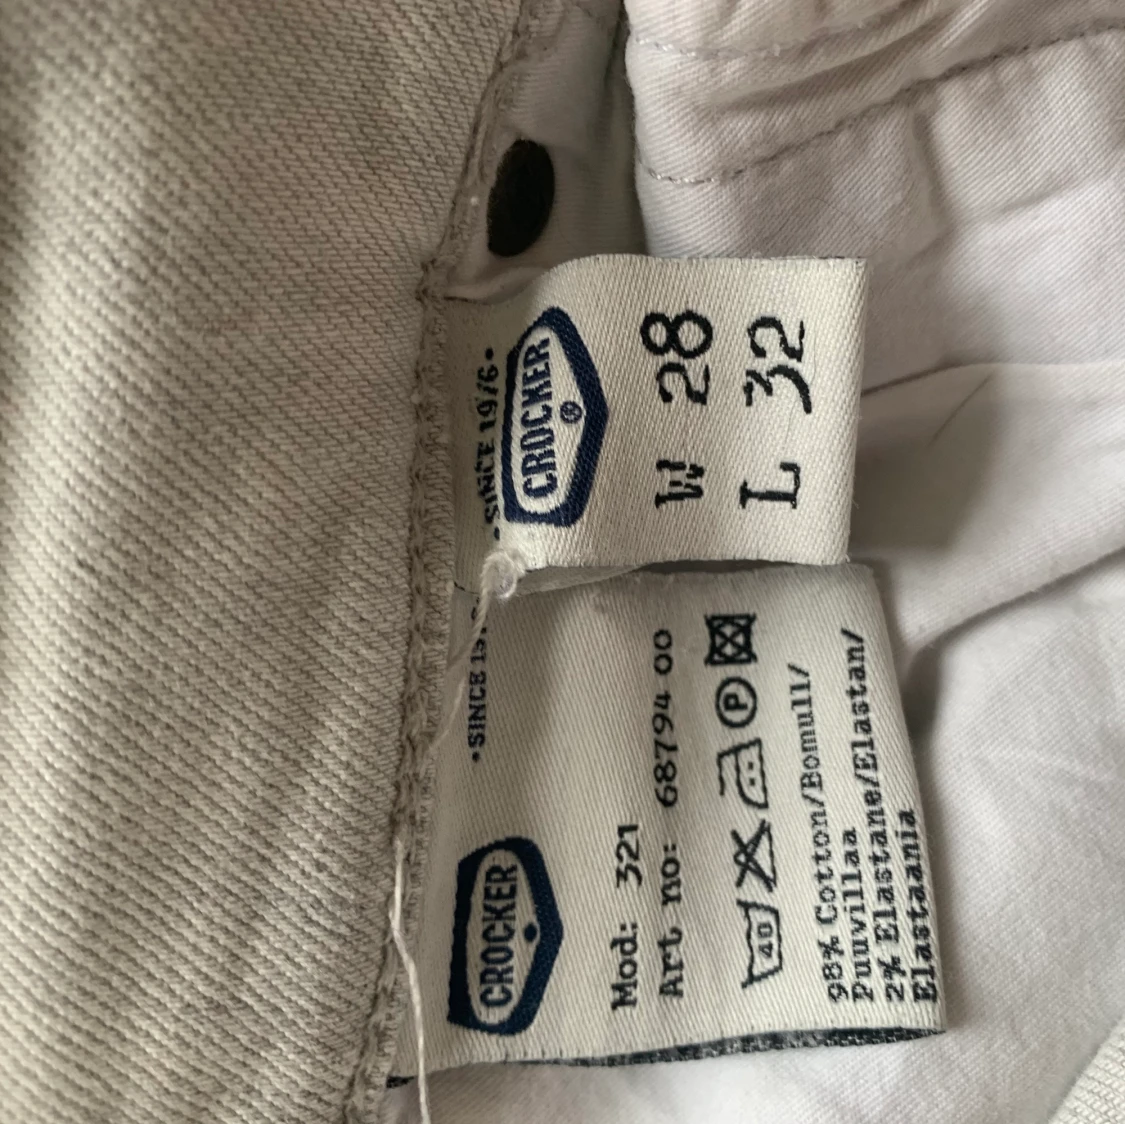 •SINCE 1976•
CROCKER
®
W 28
L 32
•SINCE 197
CROCKER
Mod: 321
Art no: 68794 00
40 P
98% Cotton/Bomull/
Puuvillaa
2% Elastane/Elastan/
Elastaania